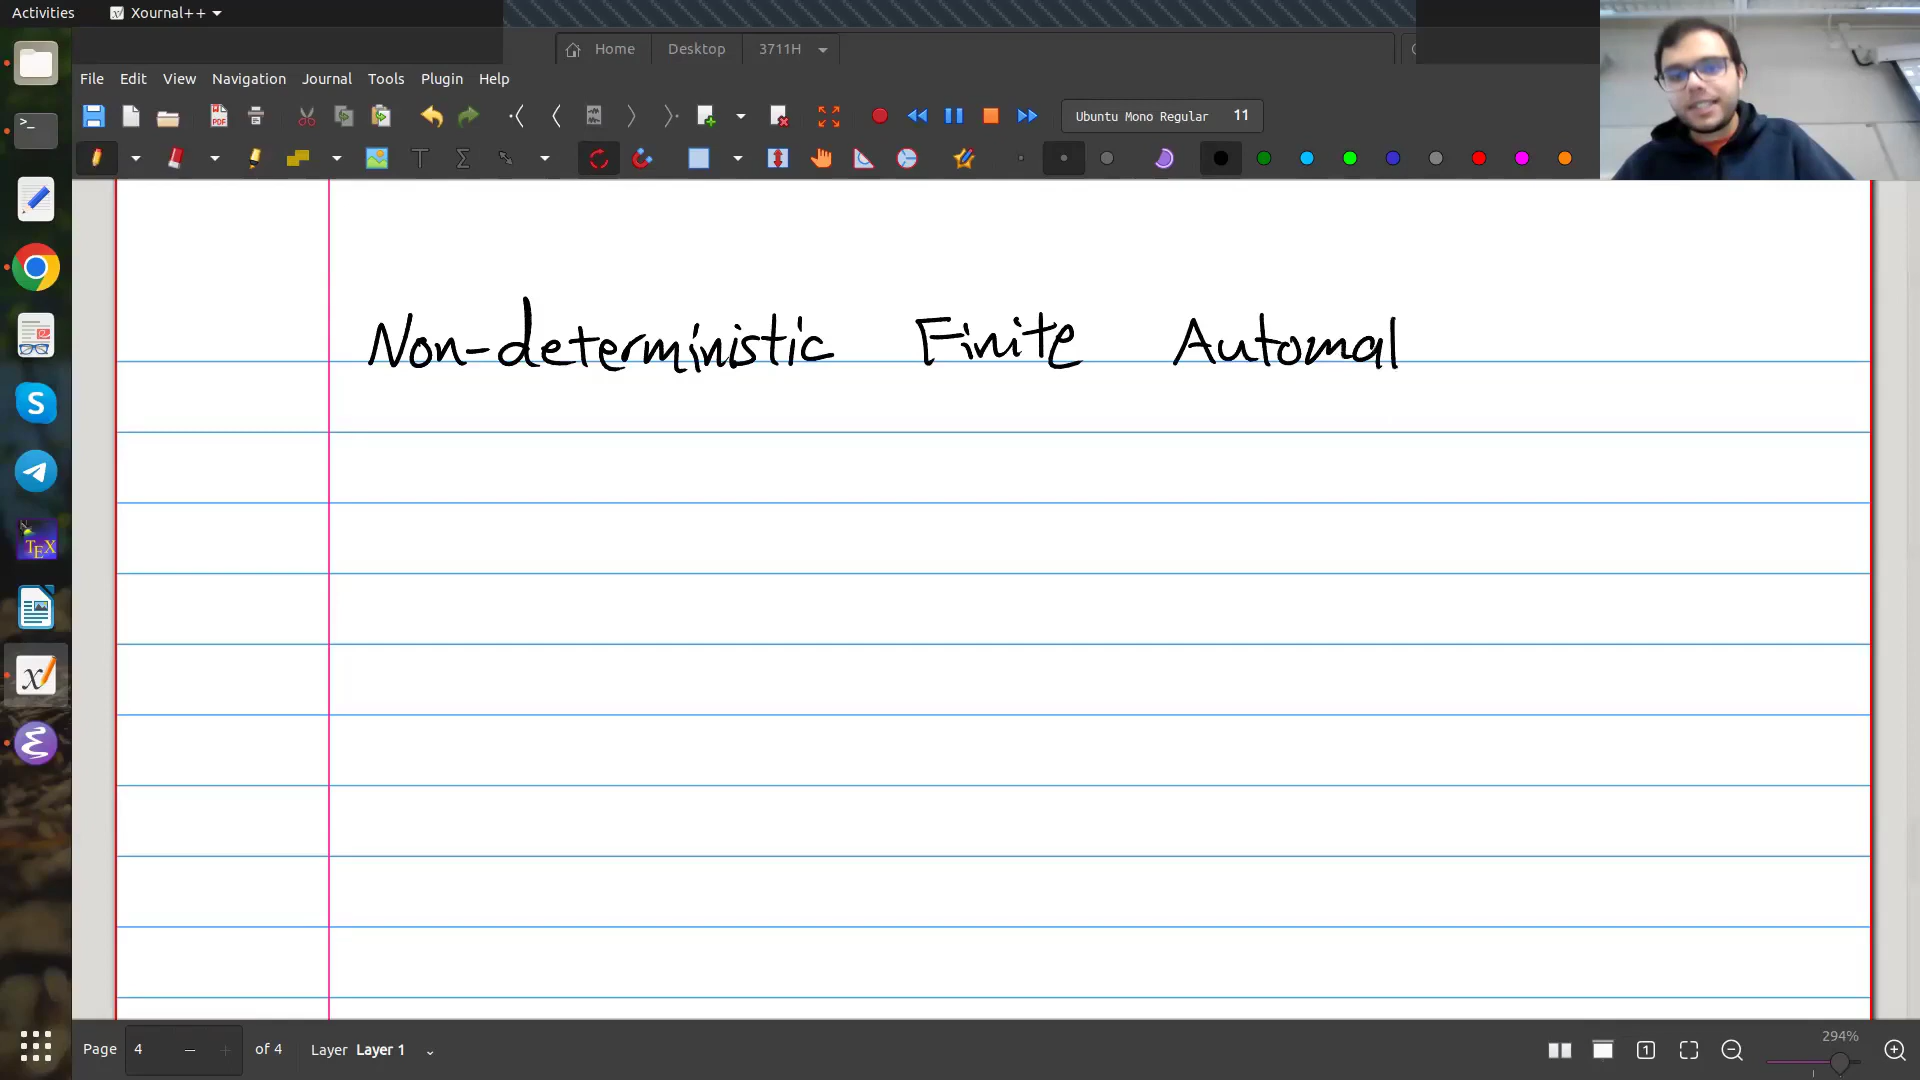 Activities Xournal++
Home Desktop 3711H
File Edit View Navigation Journal Tools Plugin Help
Ubuntu Mono Regular 11
Non-deterministic Finite Automal
Page 4 of 4 Layer Layer 1 294%